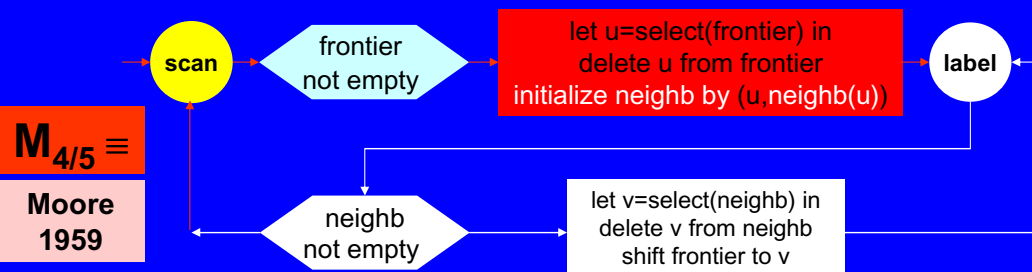 scan
frontier
not empty
let u=select(frontier) in
delete u from frontier
initialize neighb by (u,neighb(u))
label
M4/5 ≡
Moore
1959
neighb
not empty
let v=select(neighb) in
delete v from neighb
shift frontier to v